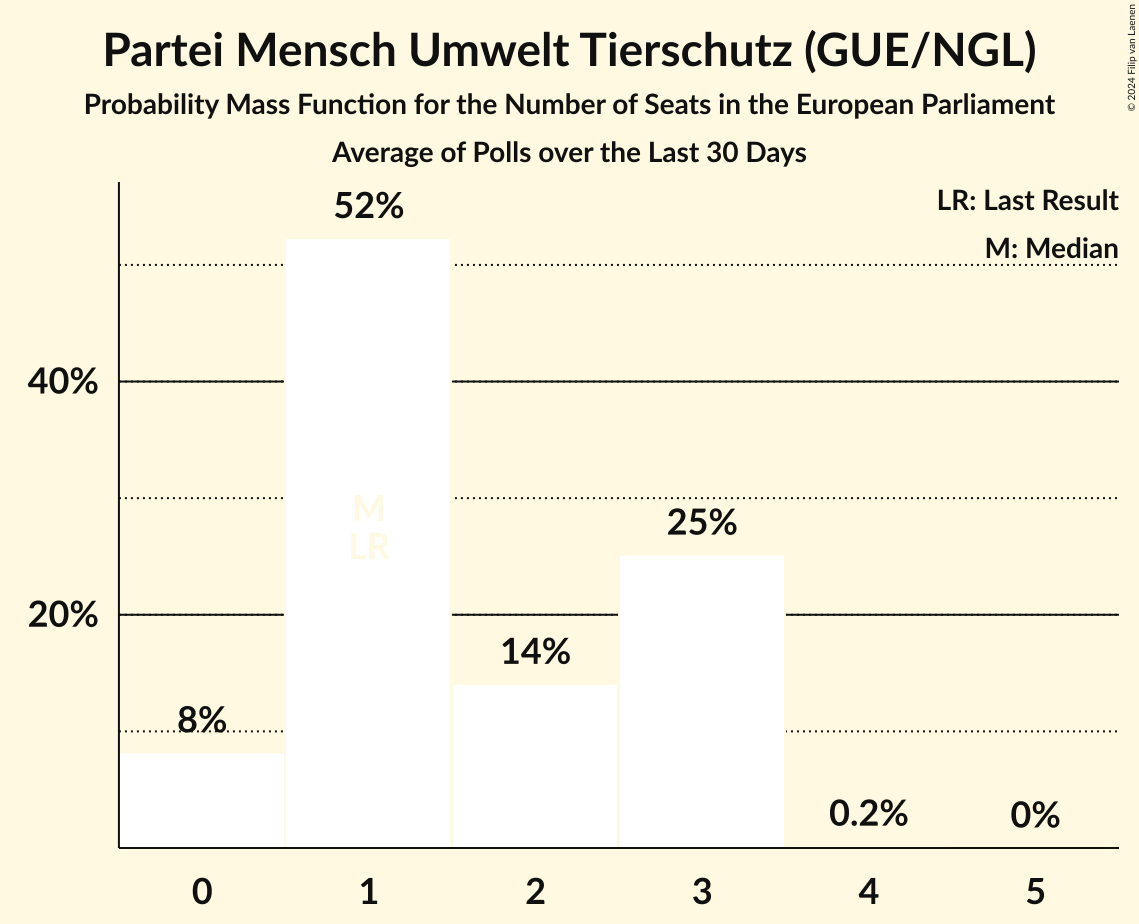 Partei Mensch Umwelt Tierschutz (GUE/NGL)
Probability Mass Function for the Number of Seats in the European Parliament
Average of Polls over the Last 30 Days
© 2024 Filip van Laenen
LR: Last Result
M: Median
52%
40%
M
LR
25%
20%
14%
8%
0.2%
0%
0 1 2 3 4 5